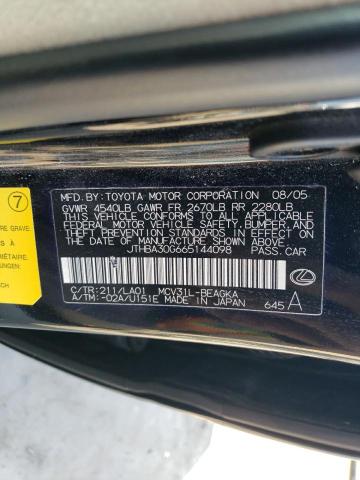 7
MFD. BY: TOYOTA MOTOR CORPORATION 08/05
GVWR 4540LB GAWR FR 2670LB RR 2280LB
THIS VEHICLE CONFORMS TO ALL APPLICABLE
FEDERAL MOTOR VEHICLE SAFETY, BUMPER, AND
THEFT PREVENTION STANDARDS IN EFFECT ON
THE DATE OF MANUFACTURE SHOWN ABOVE.
JTHBA30G665144098 PASS. CAR
C/TR: 211/LA01 MCV31L-BEAGKA
A/TM: -02A/U151E MADE IN JAPAN 645 A
RE GRAVE